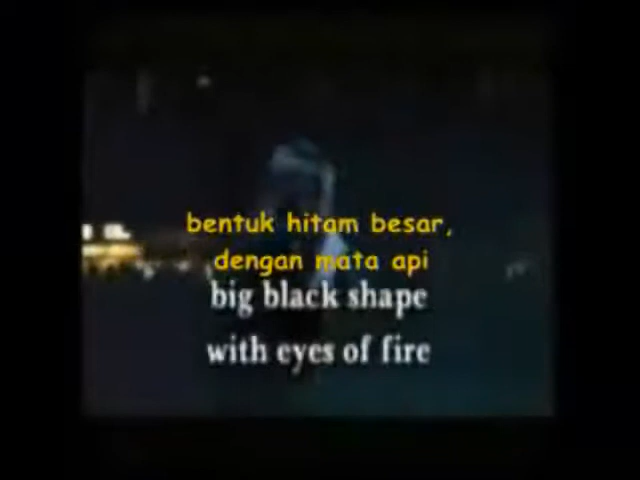 bentuk hitam besar,
dengan mata api
big black shape
with eyes of fire